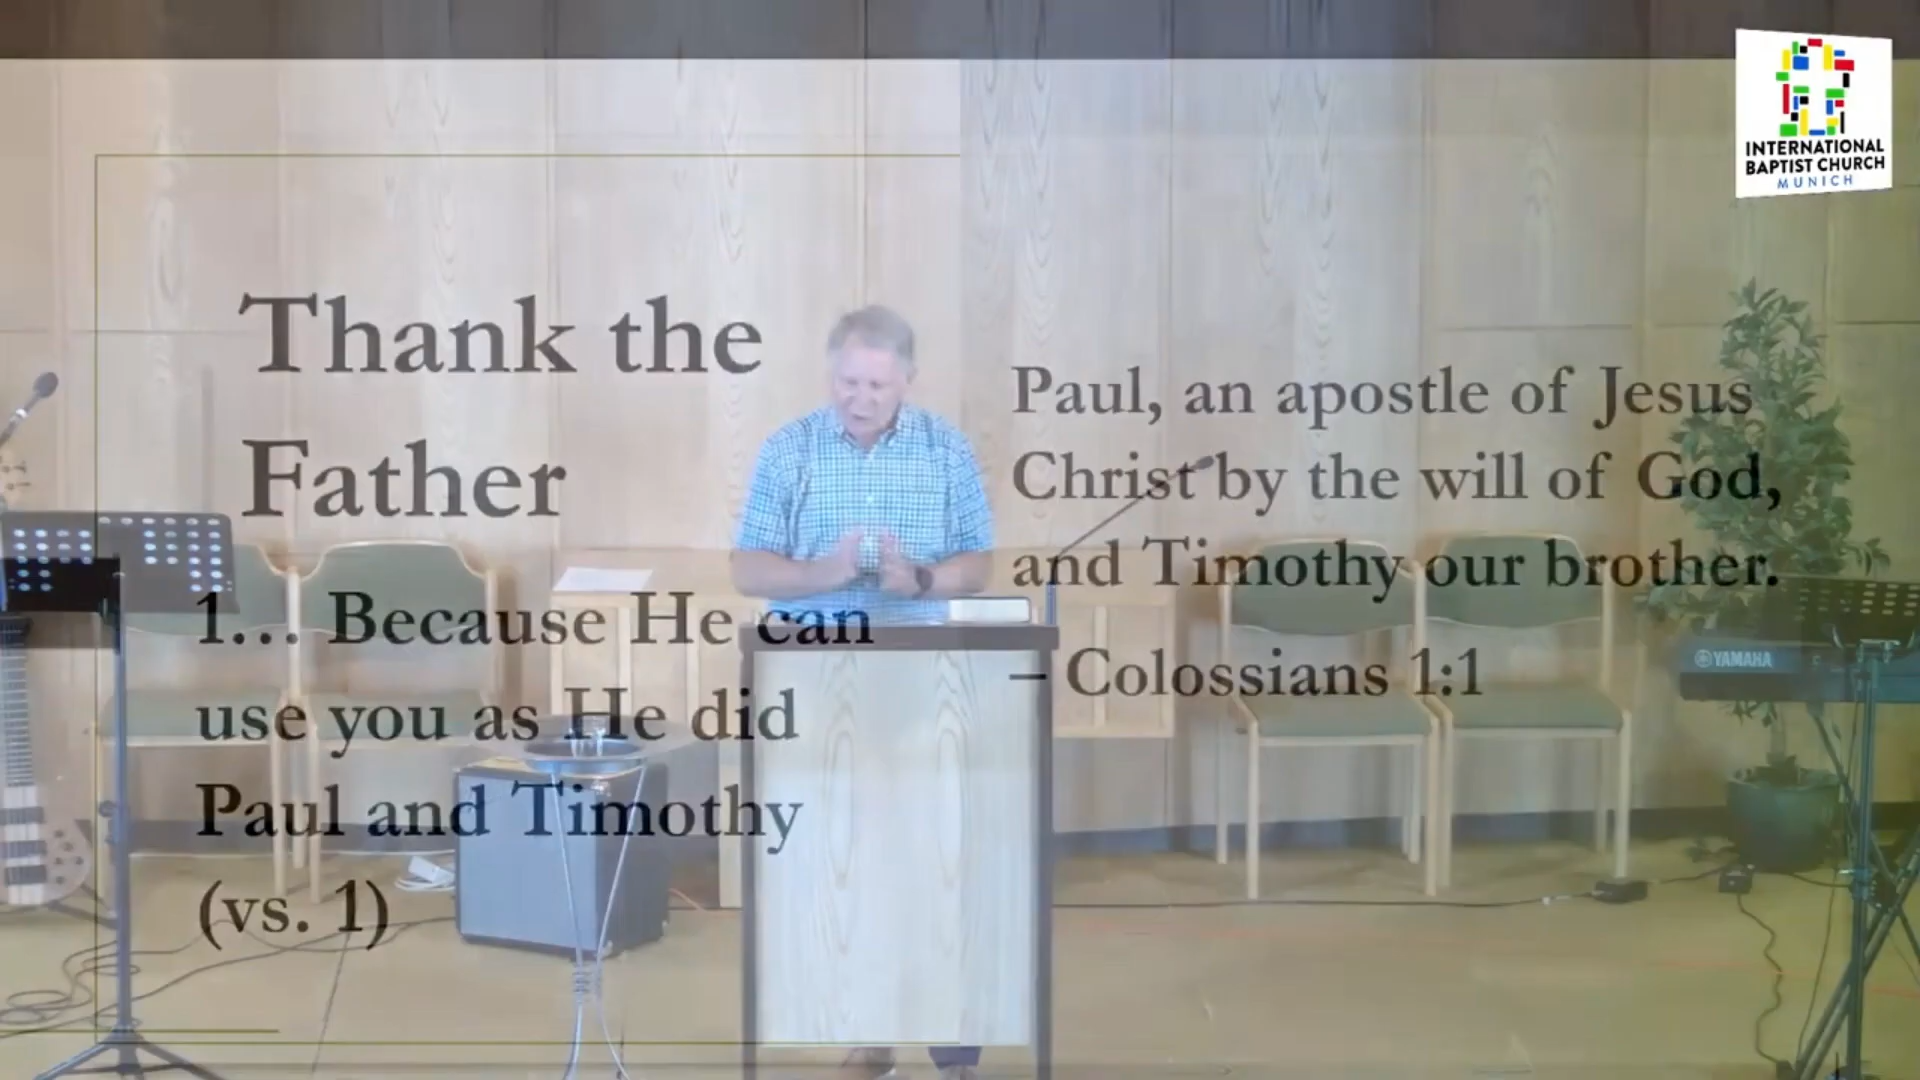 INTERNATIONAL
BAPTIST CHURCH
MUNICH
Thank the
Father
1... Because He can
use you as He did
Paul and Timothy
(vs. 1)
Paul, an apostle of Jesus
Christ by the will of God,
and Timothy our brother.
– Colossians 1:1
YAMAHA